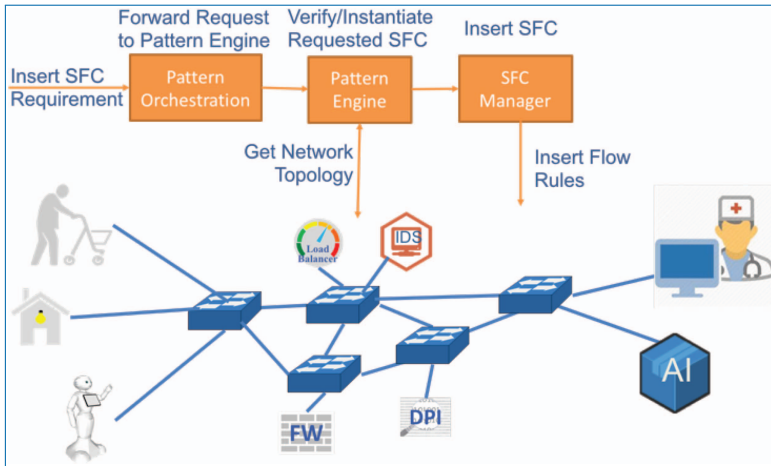 Forward Request
to Pattern Engine
Verify/Instantiate
Requested SFC
Insert SFC
Insert SFC
Requirement
Pattern
Orchestration
Pattern
Engine
SFC
Manager
Get Network
Topology
Insert Flow
Rules
Load
Balancer
IDS
FW
DPI
AI